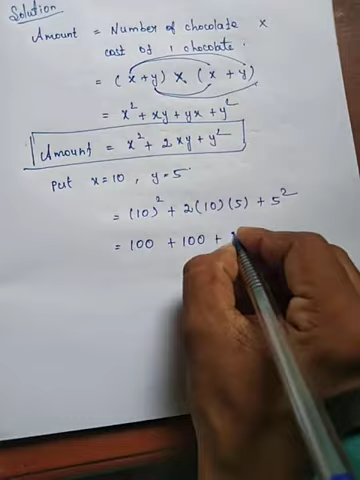 Solution
Amount = Number of chocolate ×
cost of 1 chocolate.
= (x+y) × (x+y)
= x² + xy + yx + y²
Amount = x² + 2xy + y²
Put x=10, y=5.
= (10)² + 2(10)(5) + 5²
= 100 + 100 +